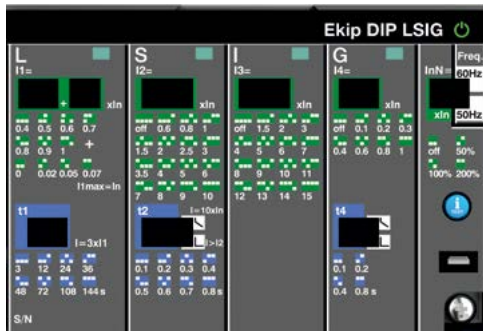 Ekip DIP LSIG
L
I1=
+
xIn
0.4 0.5 0.6 0.7
0.8 0.9 1 +
0 0.02 0.05 0.07
I1max=In
t1
I=3xI1
3 12 24 36
48 72 108 144s
S/N
S
I2=
xIn
off 0.6 0.8 1
1.5 2 2.5 3
3.5 4 5 6
7 8 9 10
t2
I=10xIn
I>I2
0.1 0.2 0.3 0.4
0.5 0.6 0.7 0.8s
I
I3=
xIn
off 1.5 2 3
4 5 6 7
8 9 10 11
12 13 14 15
G
I4=
xIn
off 0.1 0.2 0.3
0.4 0.6 0.8 1
t4
0.1 0.2
0.4 0.8s
InN=
xIn
Freq.
60Hz
50Hz
off 50%
100% 200%